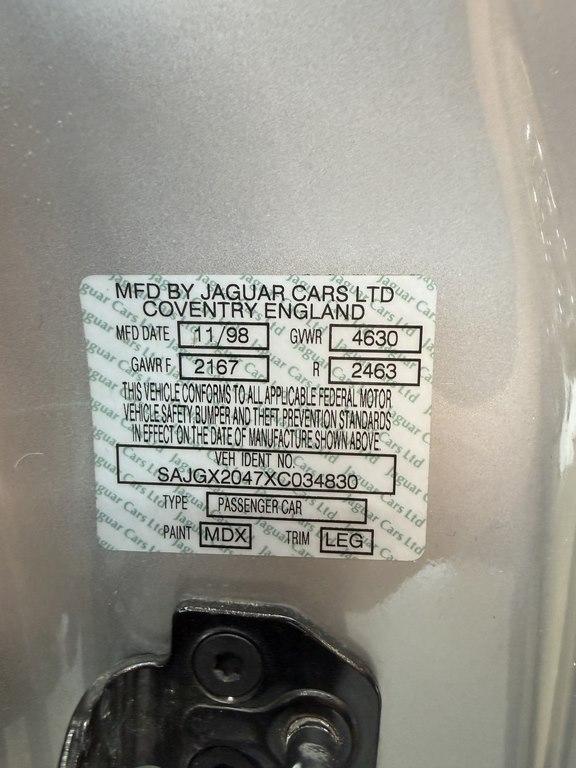 MFD BY JAGUAR CARS LTD
COVENTRY ENGLAND
MFD DATE 11/98 GVWR 4630
GAWR F. 2167 R 2463
THIS VEHICLE CONFORMS TO ALL APPLICABLE FEDERAL MOTOR
VEHICLE SAFETY BUMPER AND THEFT PREVENTION STANDARDS
IN EFFECT ON THE DATE OF MANUFACTURE SHOWN ABOVE.
VEH IDENT NO.
SAJGX2047XC034830
TYPE PASSENGER CAR
PAINT MDX TRIM LEG